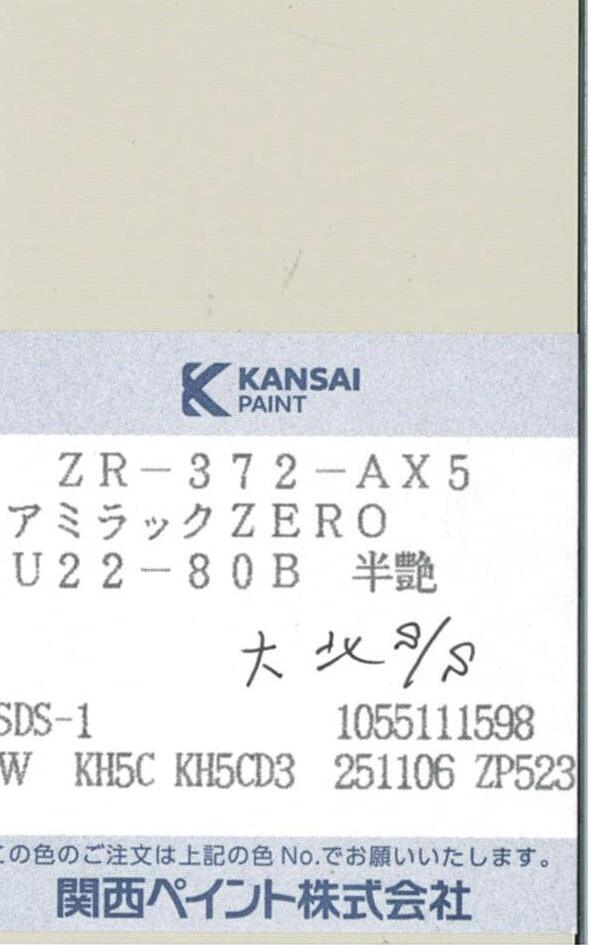 KANSAI
PAINT
ZR-372-AX5
アミラックZERO
U22-80B 半艶
大北 S/S
SDS-1 1055111598
W KH5C KH5CD3 251106 ZP523
この色のご注文は上記の色No.でお願いいたします。
関西ペイント株式会社